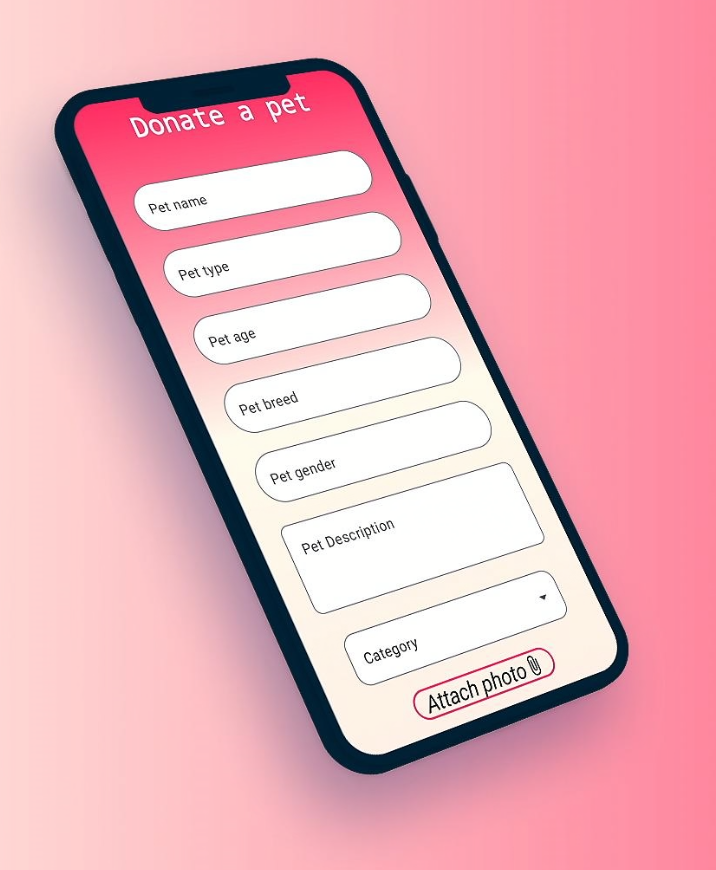 Donate a pet
Pet name
Pet type
Pet age
Pet breed
Pet gender
Pet Description
Category
Attach photo